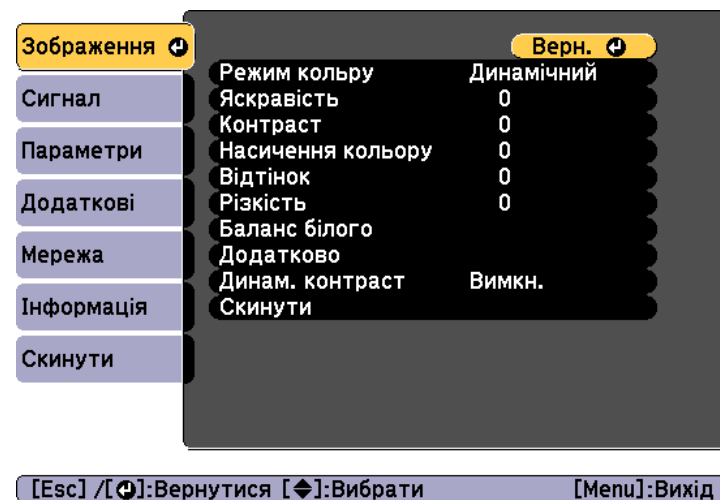 Зображення
Сигнал
Параметри
Додаткові
Мережа
Інформація
Скинути
Верн.
Режим кольру Динамічний
Яскравість 0
Контраст 0
Насичення кольору 0
Відтінок 0
Різкість 0
Баланс білого
Додатково
Динам. контраст Вимкн.
Скинути
[Esc] /[⏎]:Вернутися [◆]:Вибрати [Menu]:Вихід